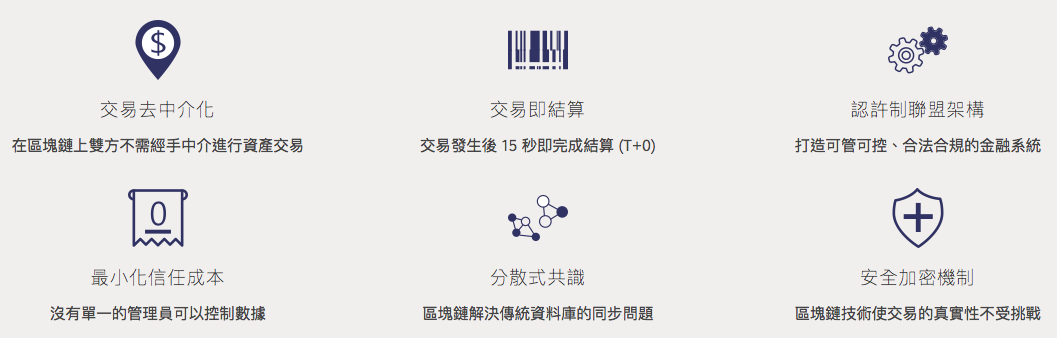 $
交易去中介化
在區塊鏈上雙方不需經手中介進行資產交易
交易即結算
交易發生後 15 秒即完成結算 (T+0)
認許制聯盟架構
打造可管可控、合法合規的金融系統
0
最小化信任成本
沒有單一的管理員可以控制數據
分散式共識
區塊鏈解決傳統資料庫的同步問題
安全加密機制
區塊鏈技術使交易的真實性不受挑戰